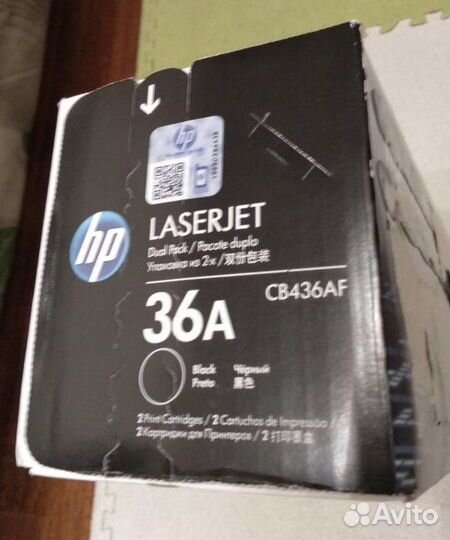 hp
hp
LASERJET
Dual Pack / Pacote duplo
Упаковка из 2-х / 双份包装
36A
CB436AF
Black
Черный
Preto
黑色
2 Print Cartridges / 2 Cartuchos de Impressão
2 Картриджи для Принтеров / 2 打印墨盒
Avito